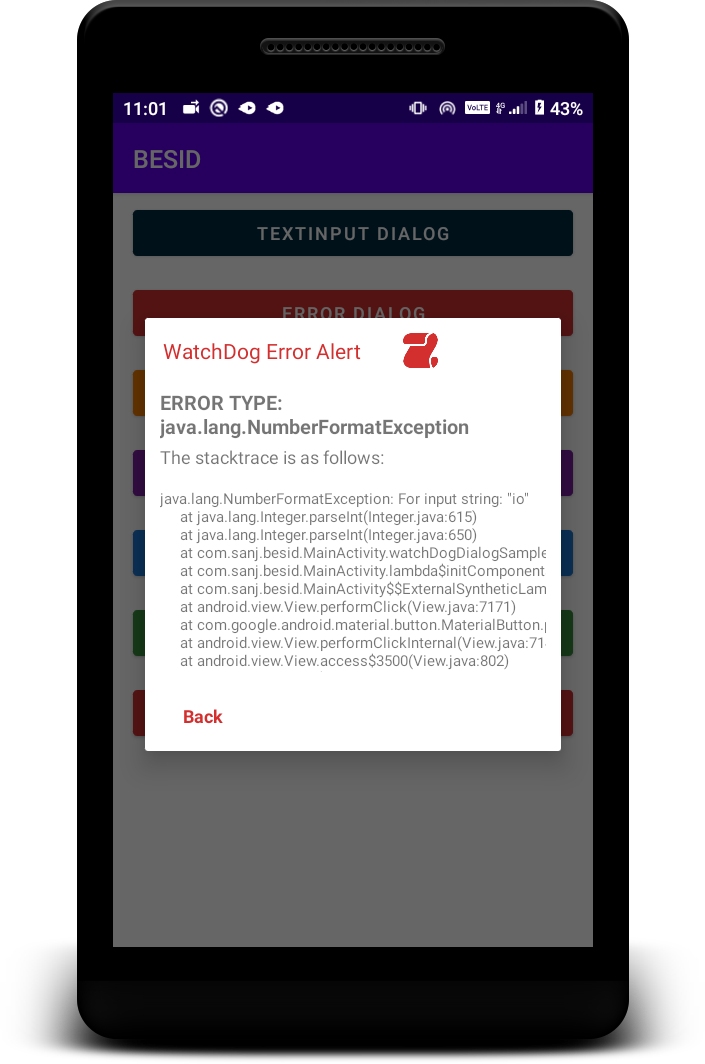 11:01 VoLTE 4G 43%
BESID
TEXTINPUT DIALOG
ERROR DIALOG
WatchDog Error Alert
ERROR TYPE:
java.lang.NumberFormatException
The stacktrace is as follows:
java.lang.NumberFormatException: For input string: "io"
at java.lang.Integer.parseInt(Integer.java:615)
at java.lang.Integer.parseInt(Integer.java:650)
at com.sanj.besid.MainActivity.watchDogDialogSample
at com.sanj.besid.MainActivity.lambda$initComponent
at com.sanj.besid.MainActivity$$ExternalSyntheticLam
at android.view.View.performClick(View.java:7171)
at com.google.android.material.button.MaterialButton.p
at android.view.View.performClickInternal(View.java:71
at android.view.View.access$3500(View.java:802)
Back